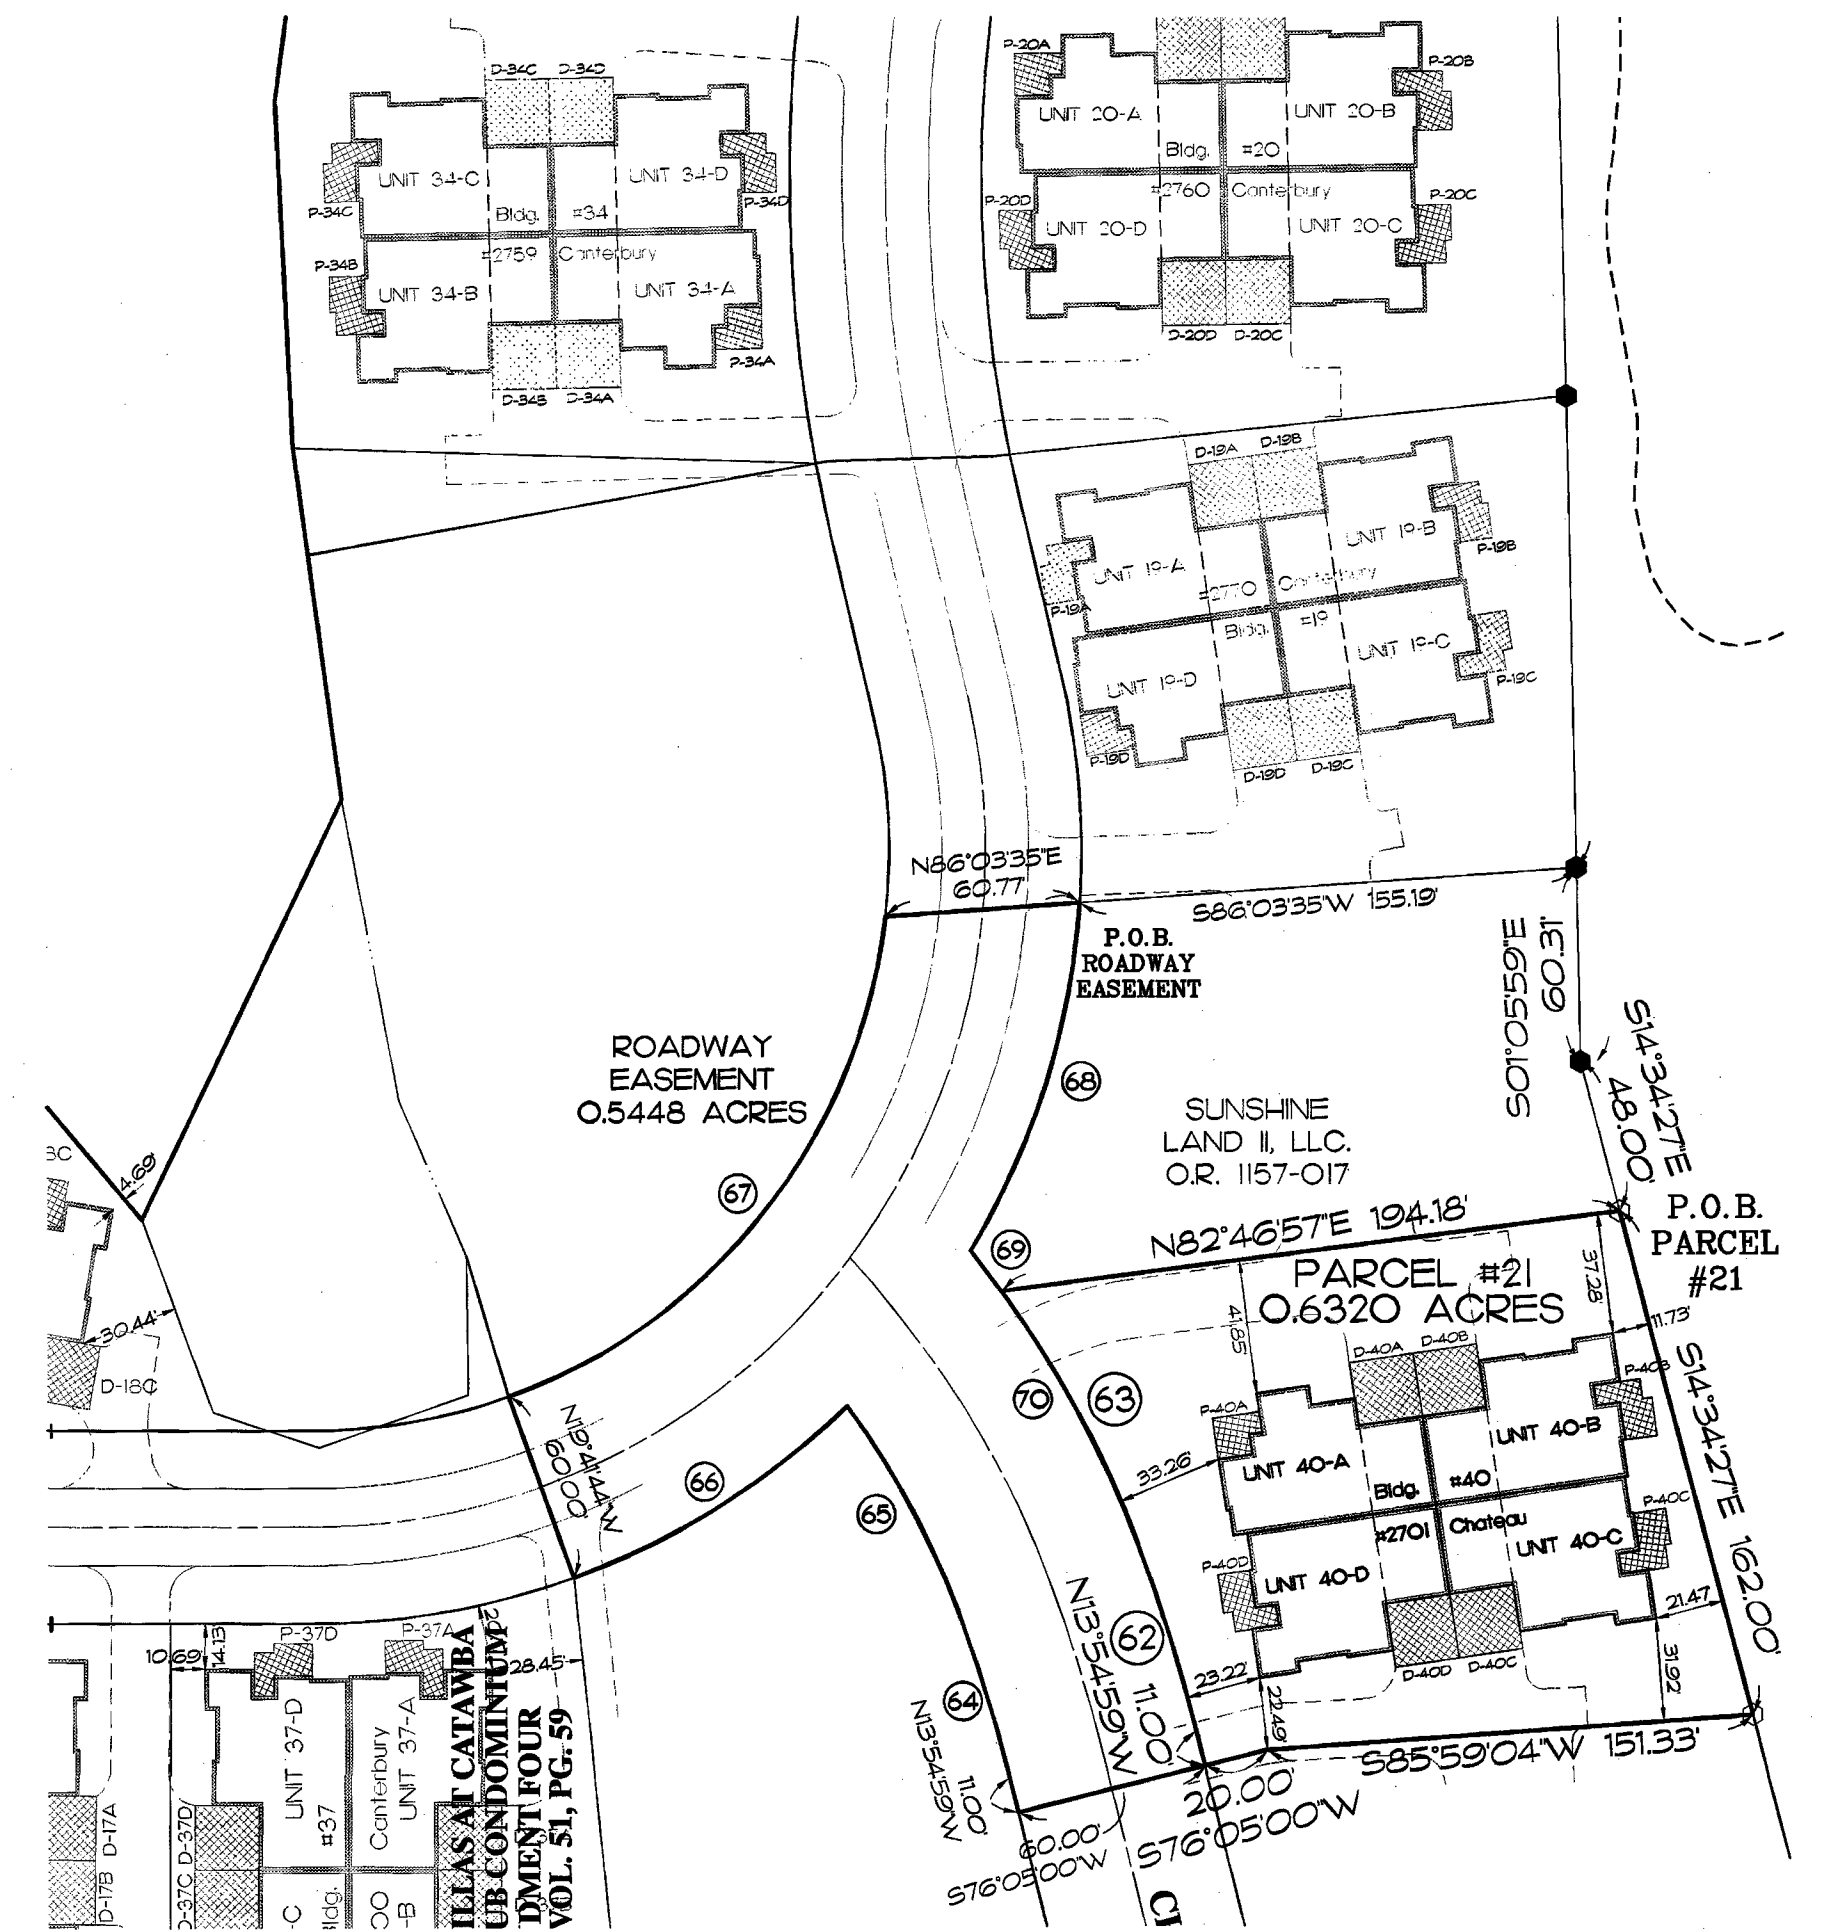 D-34C D-34D
UNIT 34-C
UNIT 34-D
P-34C
P-34D
Bldg. #34
#2759 Canterbury
P-34B
UNIT 34-B
UNIT 34-A
P-34A
D-34B D-34A
P-20A
P-20B
UNIT 20-A
UNIT 20-B
Bldg. #20
#2760 Canterbury
P-20D
P-20C
UNIT 20-D
UNIT 20-C
D-20D D-20C
D-19A D-19B
UNIT 19-A
UNIT 19-B
P-19A
P-19B
#2770 Canterbury
Bldg. #19
UNIT 19-D
UNIT 19-C
P-19D
P-19C
D-19D D-19C
N86°03'35"E
60.77'
S86°03'35"W 155.19'
P.O.B.
ROADWAY
EASEMENT
S01°05'59"E
60.31'
S14°34'27"E
48.00'
ROADWAY
EASEMENT
0.5448 ACRES
68
SUNSHINE
LAND II, LLC.
O.R. 1157-017
67
69
N82°46'57"E 194.18'
P.O.B.
PARCEL
#21
PARCEL #21
0.6320 ACRES
37.28'
11.73'
41.85'
S14°34'27"E 162.00'
D-40A D-40B
P-40A
P-40B
70
63
UNIT 40-A
UNIT 40-B
33.26'
Bldg. #40
#2701 Chateau
P-40D
P-40C
UNIT 40-D
UNIT 40-C
D-40D D-40C
21.47'
31.92'
23.22'
22.49'
62
N13°54'59"W 11.00'
S85°59'04"W 151.33'
20.00'
S76°05'00"W
60.00'
S76°05'00"W
64
N13°54'59"W
11.00'
65
66
N19°41'44"W
60.00'
3C
4.69'
30.44'
D-18C
10.69'
14.13'
P-37D
P-37A
28.45'
UNIT 37-D
UNIT 37-A
#37
Canterbury
Bldg.
D-17A
D-17B
D-37D
D-37C
-C
-B
ILLAS AT CATAWBA
UB CONDOMINIUM
DMENT FOUR
VOL. 51, PG. 59